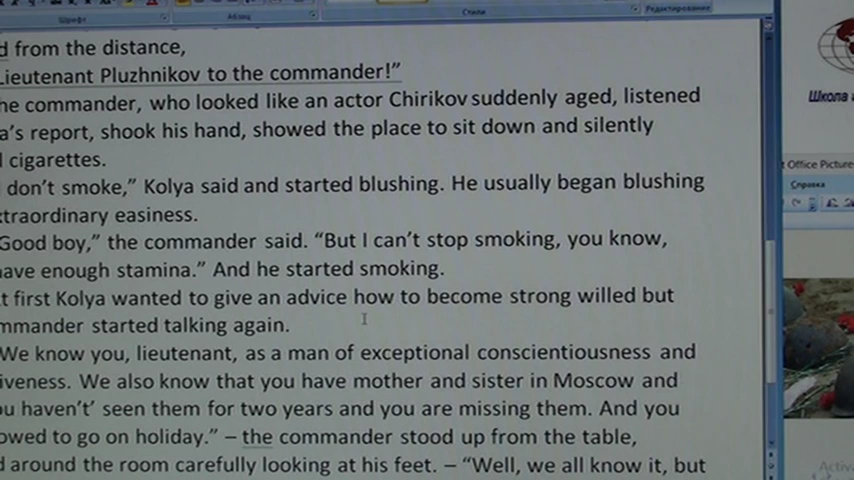 Шрифт
Абзац
Стили
Редактирование
from the distance,
Lieutenant Pluzhnikov to the commander!”
he commander, who looked like an actor Chirikov suddenly aged, listened
a’s report, shook his hand, showed the place to sit down and silently
cigarettes.
don’t smoke,” Kolya said and started blushing. He usually began blushing
xtraordinary easiness.
Good boy,” the commander said. “But I can’t stop smoking, you know,
have enough stamina.” And he started smoking.
t first Kolya wanted to give an advice how to become strong willed but
mmander started talking again.
We know you, lieutenant, as a man of exceptional conscientiousness and
iveness. We also know that you have mother and sister in Moscow and
ou haven’t’ seen them for two years and you are missing them. And you
owed to go on holiday.” – the commander stood up from the table,
d around the room carefully looking at his feet. – “Well, we all know it, but
Школа
t Office Picture
Справка